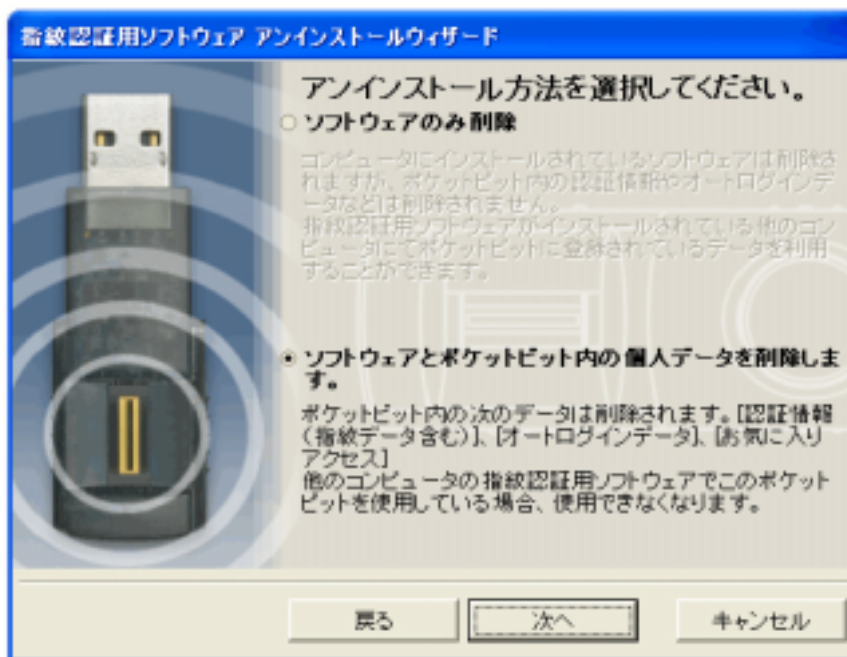 指紋認証用ソフトウェア アンインストールウィザード
アンインストール方法を選択してください。
ソフトウェアのみ削除
コンピュータにインストールされているソフトウェアは削除さ
れますが、ポケットビット内の認証情報やオートログインデ
ータなどは削除されません。
指紋認証用ソフトウェアがインストールされている他のコン
ピュータにてポケットビットに登録されているデータを利用
することができます。
ソフトウェアとポケットビット内の個人データを削除しま
す。
ポケットビット内の次のデータは削除されます。[認証情報
(指紋データ含む)]、[オートログインデータ]、[お気に入り
アクセス]
他のコンピュータの指紋認証用ソフトウェアでこのポケット
ビットを使用している場合、使用できなくなります。
戻る
次へ
キャンセル